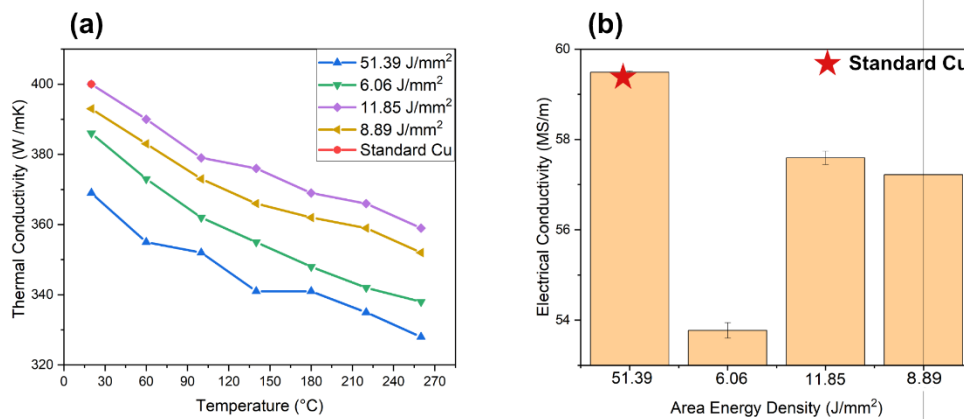 (a)
51.39 J/mm²
6.06 J/mm²
11.85 J/mm²
8.89 J/mm²
Standard Cu
Thermal Conductivity (W /mK)
400
380
360
340
320
0 30 60 90 120 150 180 210 240 270
Temperature (°C)
(b)
Standard Cu
Electrical Conductivity (MS/m)
60
58
56
54
51.39 6.06 11.85 8.89
Area Energy Density (J/mm²)